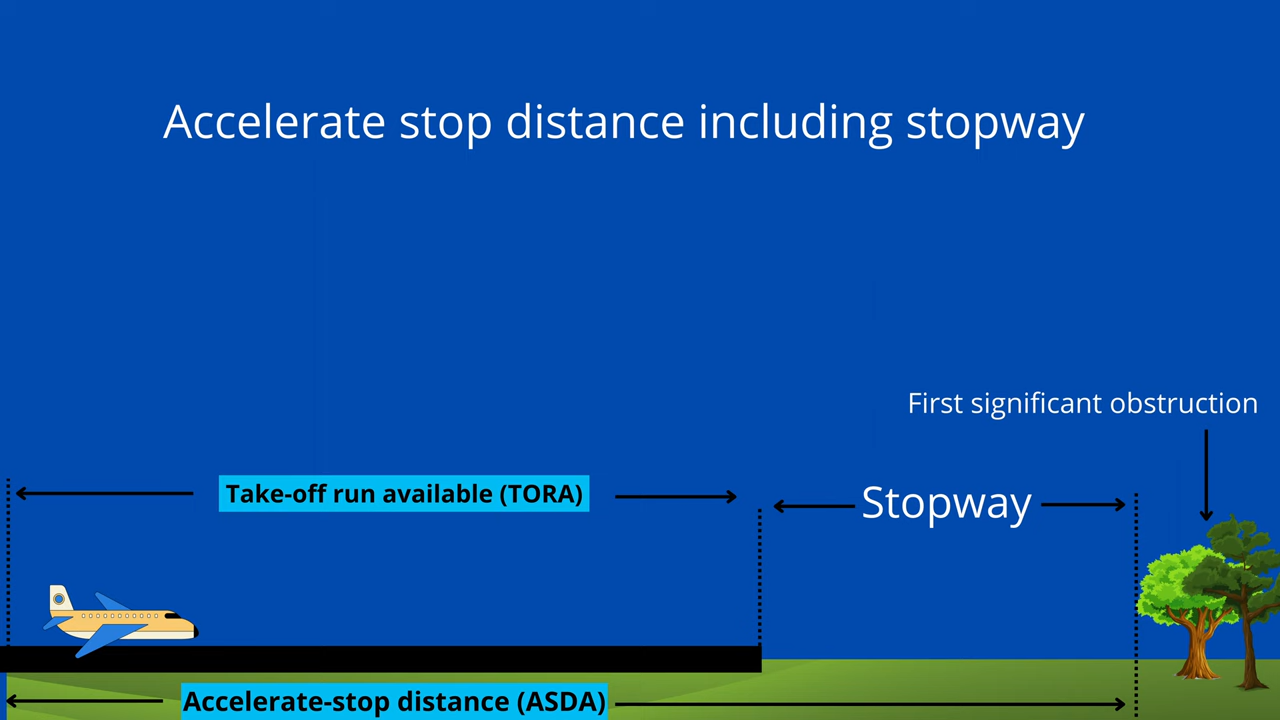 Accelerate stop distance including stopway
First significant obstruction
Take-off run available (TORA)
Stopway
Accelerate-stop distance (ASDA)